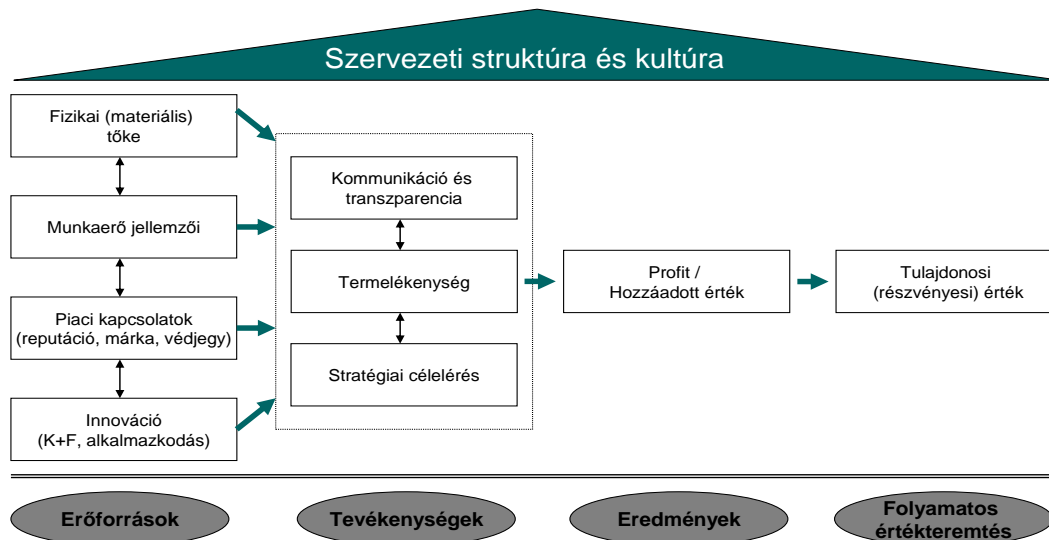 Szervezeti struktúra és kultúra
Fizikai (materiális)
tőke
Munkaerő jellemzői
Piaci kapcsolatok
(reputáció, márka, védjegy)
Innováció
(K+F, alkalmazkodás)
Kommunikáció és
transzparencia
Termelékenység
Stratégiai célelérés
Profit /
Hozzáadott érték
Tulajdonosi
(részvényesi) érték
Erőforrások
Tevékenységek
Eredmények
Folyamatos
értékteremtés